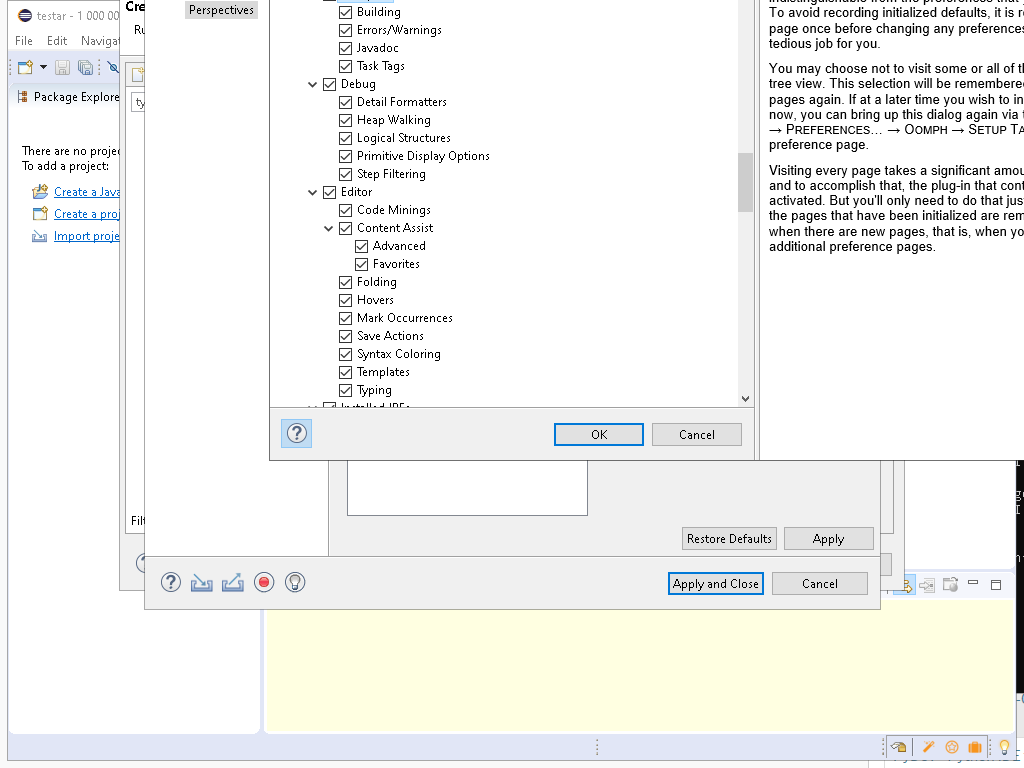 testar - 1 000 00
File Edit Naviga
Package Explore
There are no proje
To add a project:
Create a Java
Create a proj
Import proje
Cre
Ru
ty
Filt
Perspectives
Building
Errors/Warnings
Javadoc
Task Tags
Debug
Detail Formatters
Heap Walking
Logical Structures
Primitive Display Options
Step Filtering
Editor
Code Minings
Content Assist
Advanced
Favorites
Folding
Hovers
Mark Occurrences
Save Actions
Syntax Coloring
Templates
Typing
OK Cancel
To avoid recording initialized defaults, it is r
page once before changing any preferences
tedious job for you.
You may choose not to visit some or all of th
tree view. This selection will be remembered
pages again. If at a later time you wish to in
now, you can bring up this dialog again via t
→ PREFERENCES... → OOMPH → SETUP TA
preference page.
Visiting every page takes a significant amou
and to accomplish that, the plug-in that cont
activated. But you'll only need to do that jus
the pages that have been initialized are rem
when there are new pages, that is, when yo
additional preference pages.
Restore Defaults Apply
Apply and Close Cancel